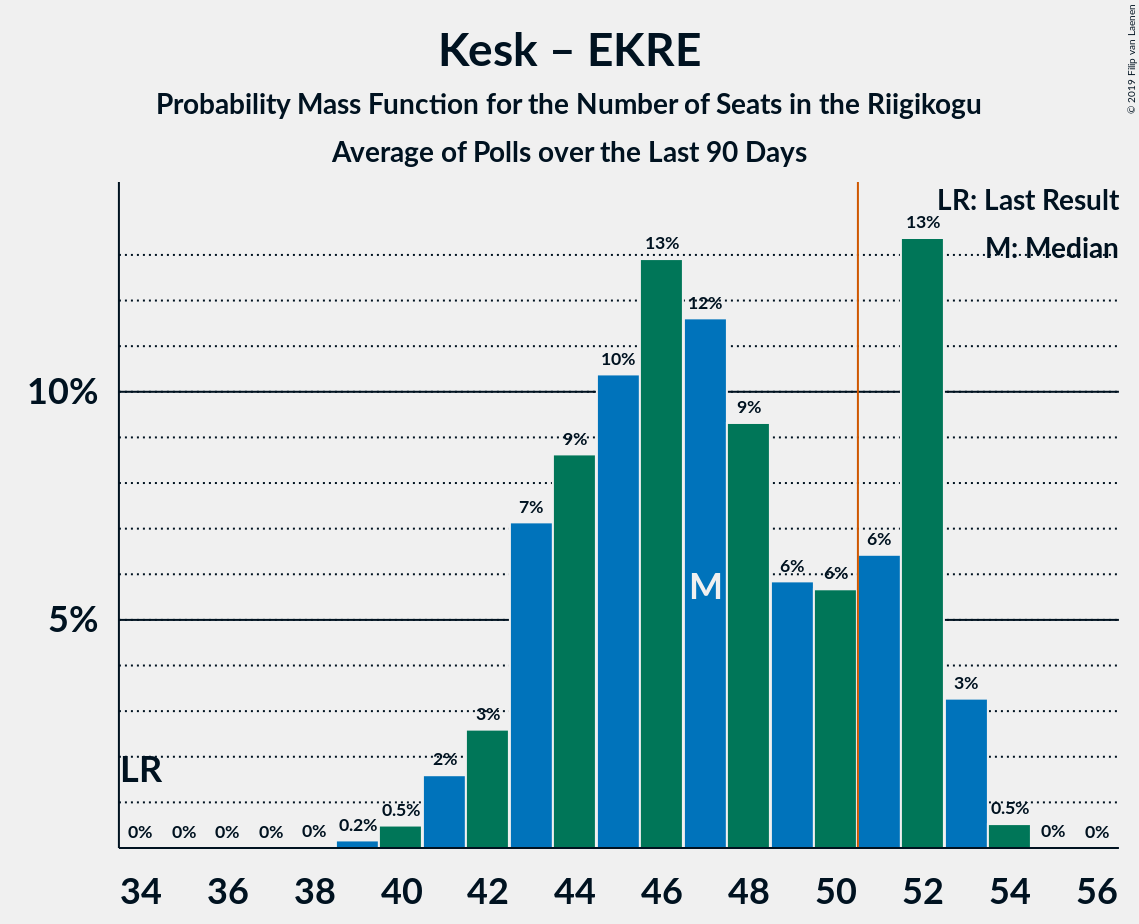 Kesk – EKRE
Probability Mass Function for the Number of Seats in the Riigikogu
Average of Polls over the Last 90 Days
© 2019 Filip van Laenen
LR: Last Result
M: Median
10%
5%
LR
0%
0%
0%
0%
0%
0.2%
0.5%
2%
3%
7%
9%
10%
13%
12%
M
9%
6%
6%
6%
13%
3%
0.5%
0%
0%
34 36 38 40 42 44 46 48 50 52 54 56